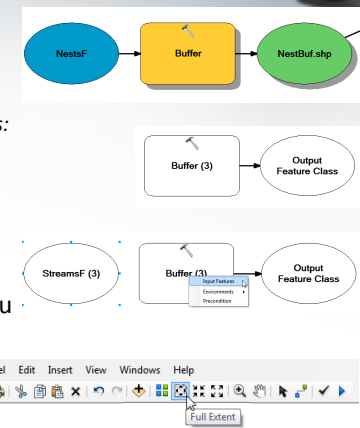 NestsF
Buffer
NestBuf.shp
s:
Buffer (3)
Output
Feature Class
StreamsF (3)
Buffer (3)
Output
Feature Class
Input Features
Environments
Precondition
u
el Edit Insert View Windows Help
Full Extent